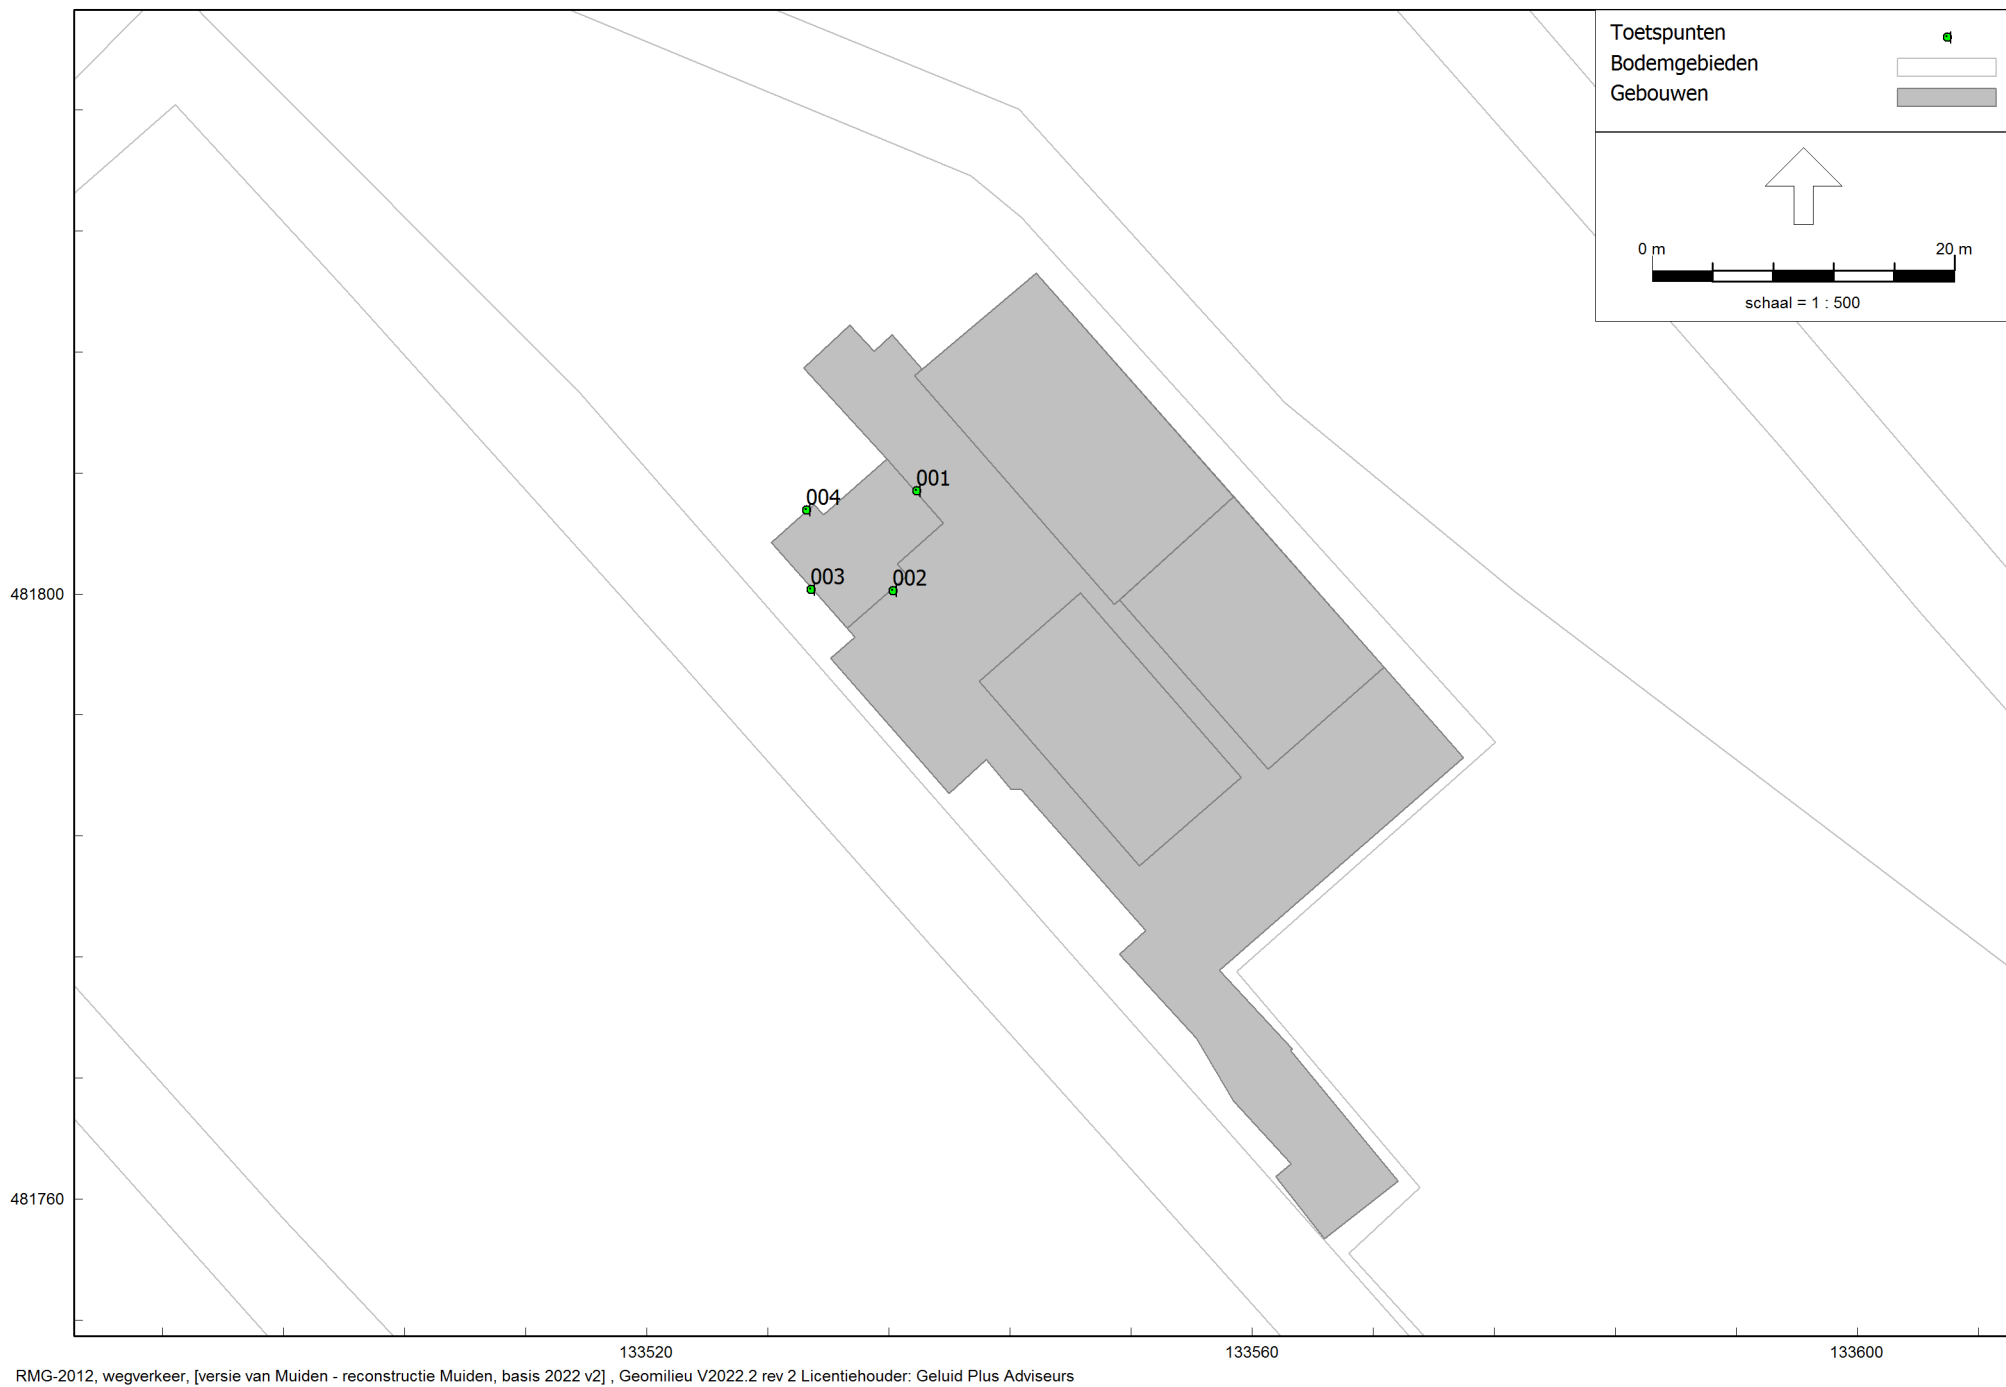 Toetspunten
Bodemgebieden
Gebouwen
0 m 20 m
schaal = 1 : 500
001
004
003
002
481800
481760
133520 133560 133600
RMG-2012, wegverkeer, [versie van Muiden - reconstructie Muiden, basis 2022 v2] , Geomilieu V2022.2 rev 2 Licentiehouder: Geluid Plus Adviseurs